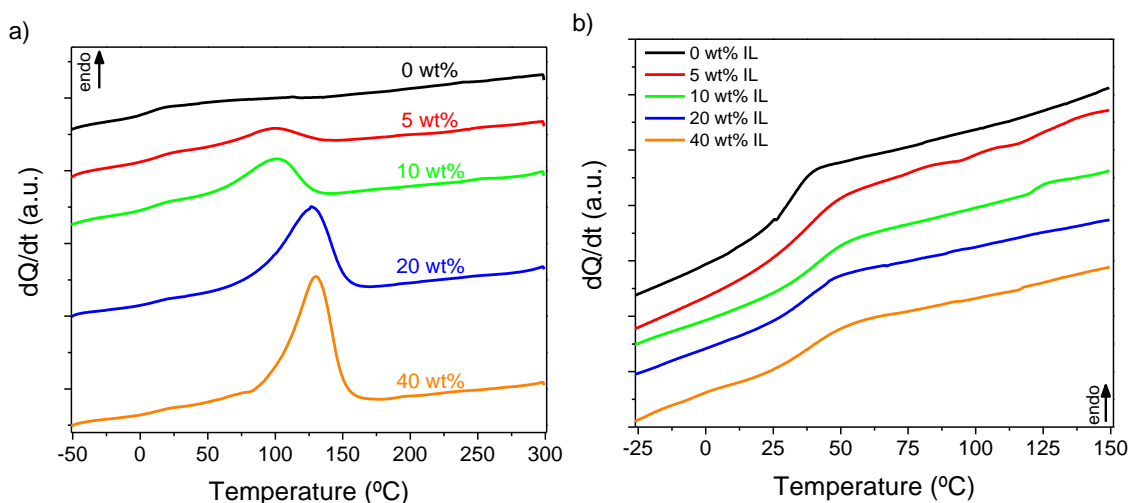 a)
endo
0 wt%
5 wt%
10 wt%
20 wt%
40 wt%
dQ/dt (a.u.)
-50 0 50 100 150 200 250 300
Temperature (ºC)
b)
0 wt% IL
5 wt% IL
10 wt% IL
20 wt% IL
40 wt% IL
dQ/dt (a.u.)
endo
-25 0 25 50 75 100 125 150
Temperature (ºC)